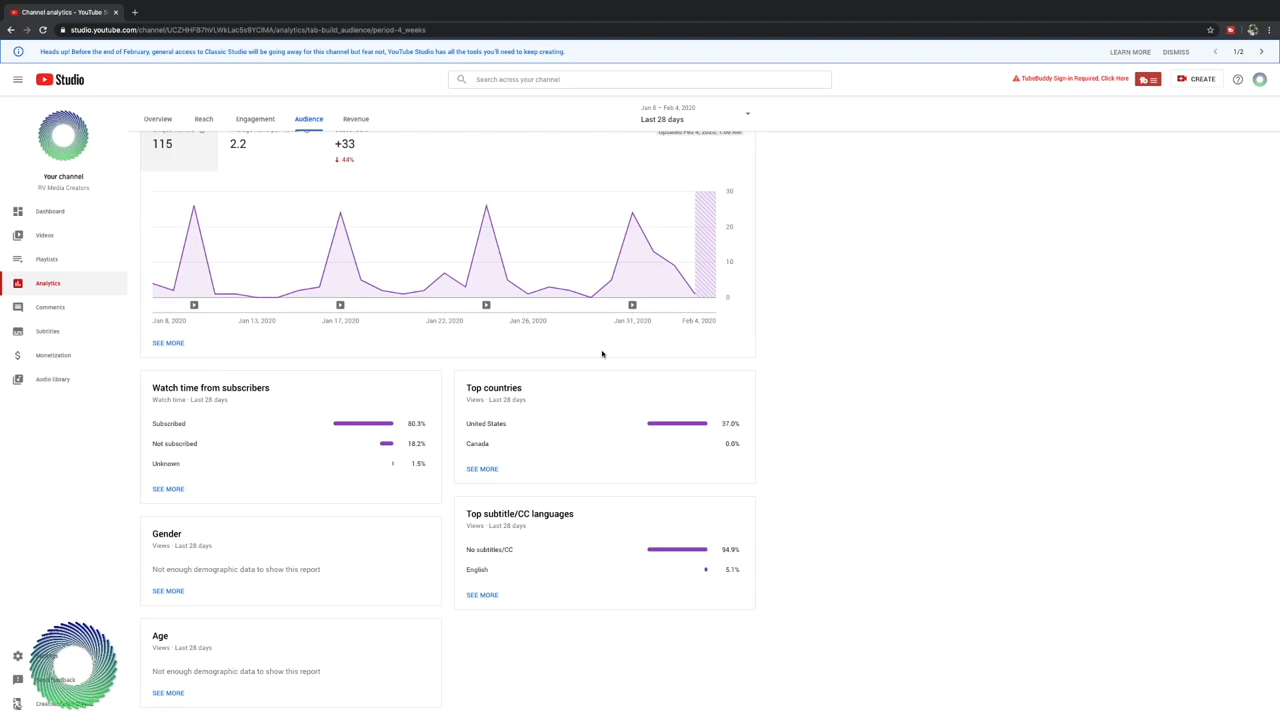 Channel analytics - YouTube S
studio.youtube.com/channel/UCZHHFB7hVLWkLac5s9YCIMA/analytics/tab-build_audience/period-4_weeks
Heads up! Before the end of February, general access to Classic Studio will be going away for this channel but fear not, YouTube Studio has all the tools you'll need to keep creating.
LEARN MORE
DISMISS
1/2
Studio
Search across your channel
TubeBuddy Sign-in Required, Click Here
CREATE
Your channel
RV Media Creators
Dashboard
Videos
Playlists
Analytics
Comments
Subtitles
Monetization
Audio library
Overview
Reach
Engagement
Audience
Revenue
Jan 8 – Feb 4, 2020
Last 28 days
115
2.2
+33
44%
30
20
10
0
Jan 8, 2020
Jan 13, 2020
Jan 17, 2020
Jan 22, 2020
Jan 26, 2020
Jan 31, 2020
Feb 4, 2020
SEE MORE
Watch time from subscribers
Watch time · Last 28 days
Subscribed 80.3%
Not subscribed 18.2%
Unknown 1.5%
SEE MORE
Top countries
Views · Last 28 days
United States 37.0%
Canada 0.0%
SEE MORE
Gender
Views · Last 28 days
Not enough demographic data to show this report
SEE MORE
Top subtitle/CC languages
Views · Last 28 days
No subtitles/CC 94.9%
English 5.1%
SEE MORE
Age
Views · Last 28 days
Not enough demographic data to show this report
SEE MORE